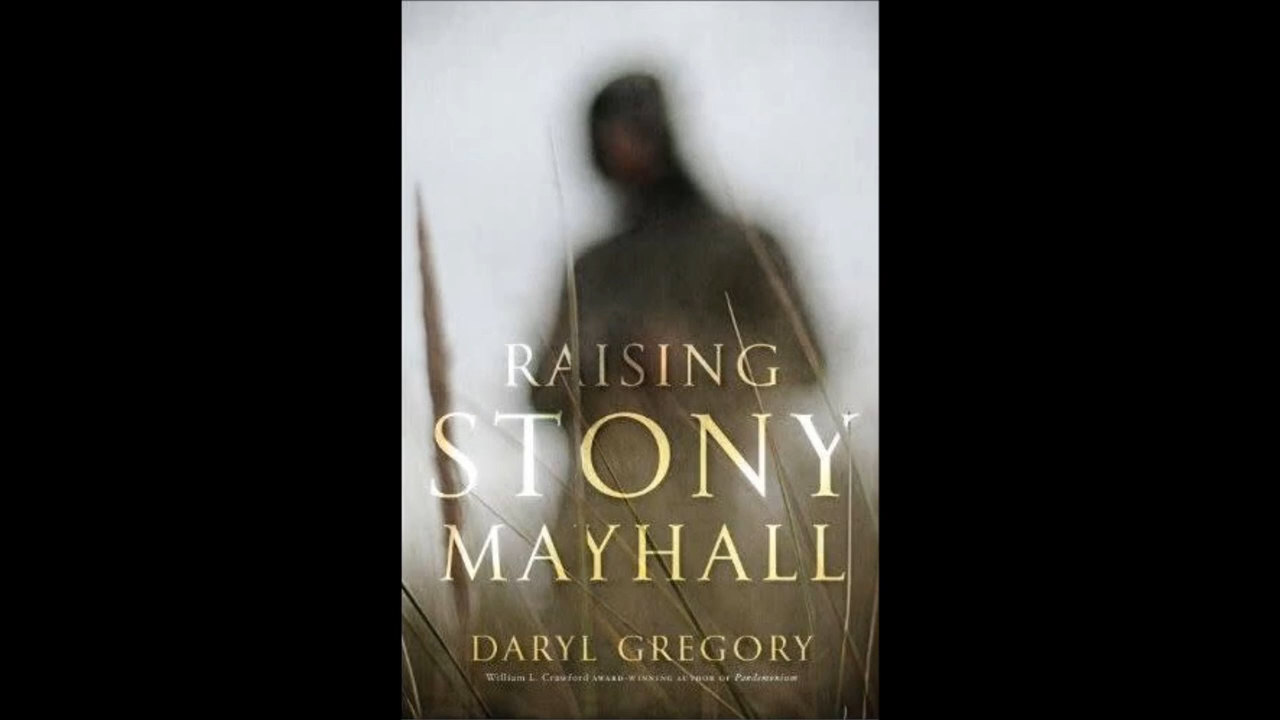 RAISING
STONY
MAYHALL
DARYL GREGORY
William L. Crawford AWARD-WINNING AUTHOR OF Pandemonium